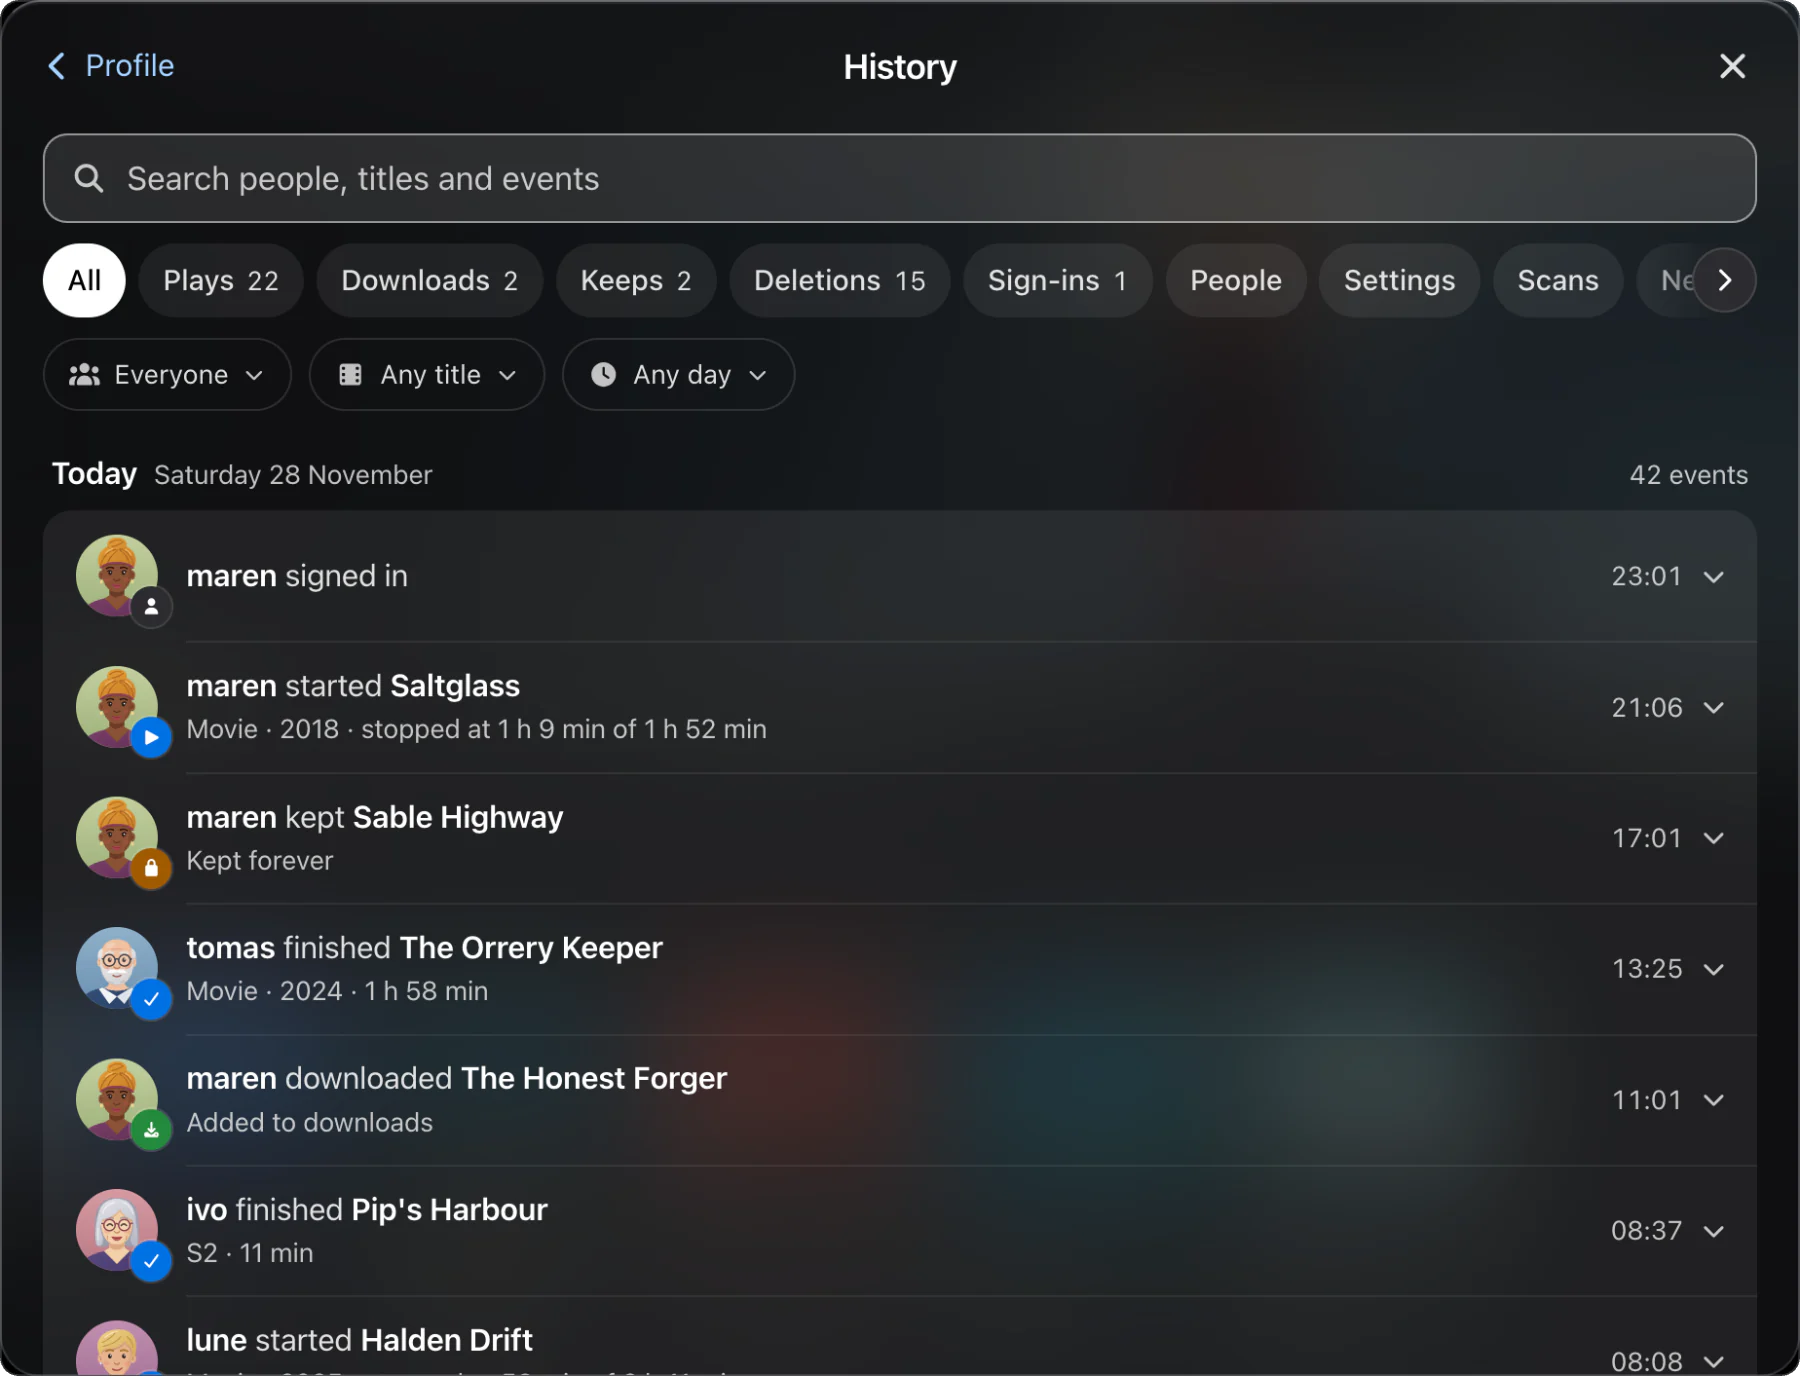 Profile
History
Search people, titles and events
All
Plays 22
Downloads 2
Keeps 2
Deletions 15
Sign-ins 1
People
Settings
Scans
Everyone
Any title
Any day
Today Saturday 28 November
42 events
maren signed in
23:01
maren started Saltglass
Movie · 2018 · stopped at 1 h 9 min of 1 h 52 min
21:06
maren kept Sable Highway
Kept forever
17:01
tomas finished The Orrery Keeper
Movie · 2024 · 1 h 58 min
13:25
maren downloaded The Honest Forger
Added to downloads
11:01
ivo finished Pip's Harbour
S2 · 11 min
08:37
lune started Halden Drift
08:08